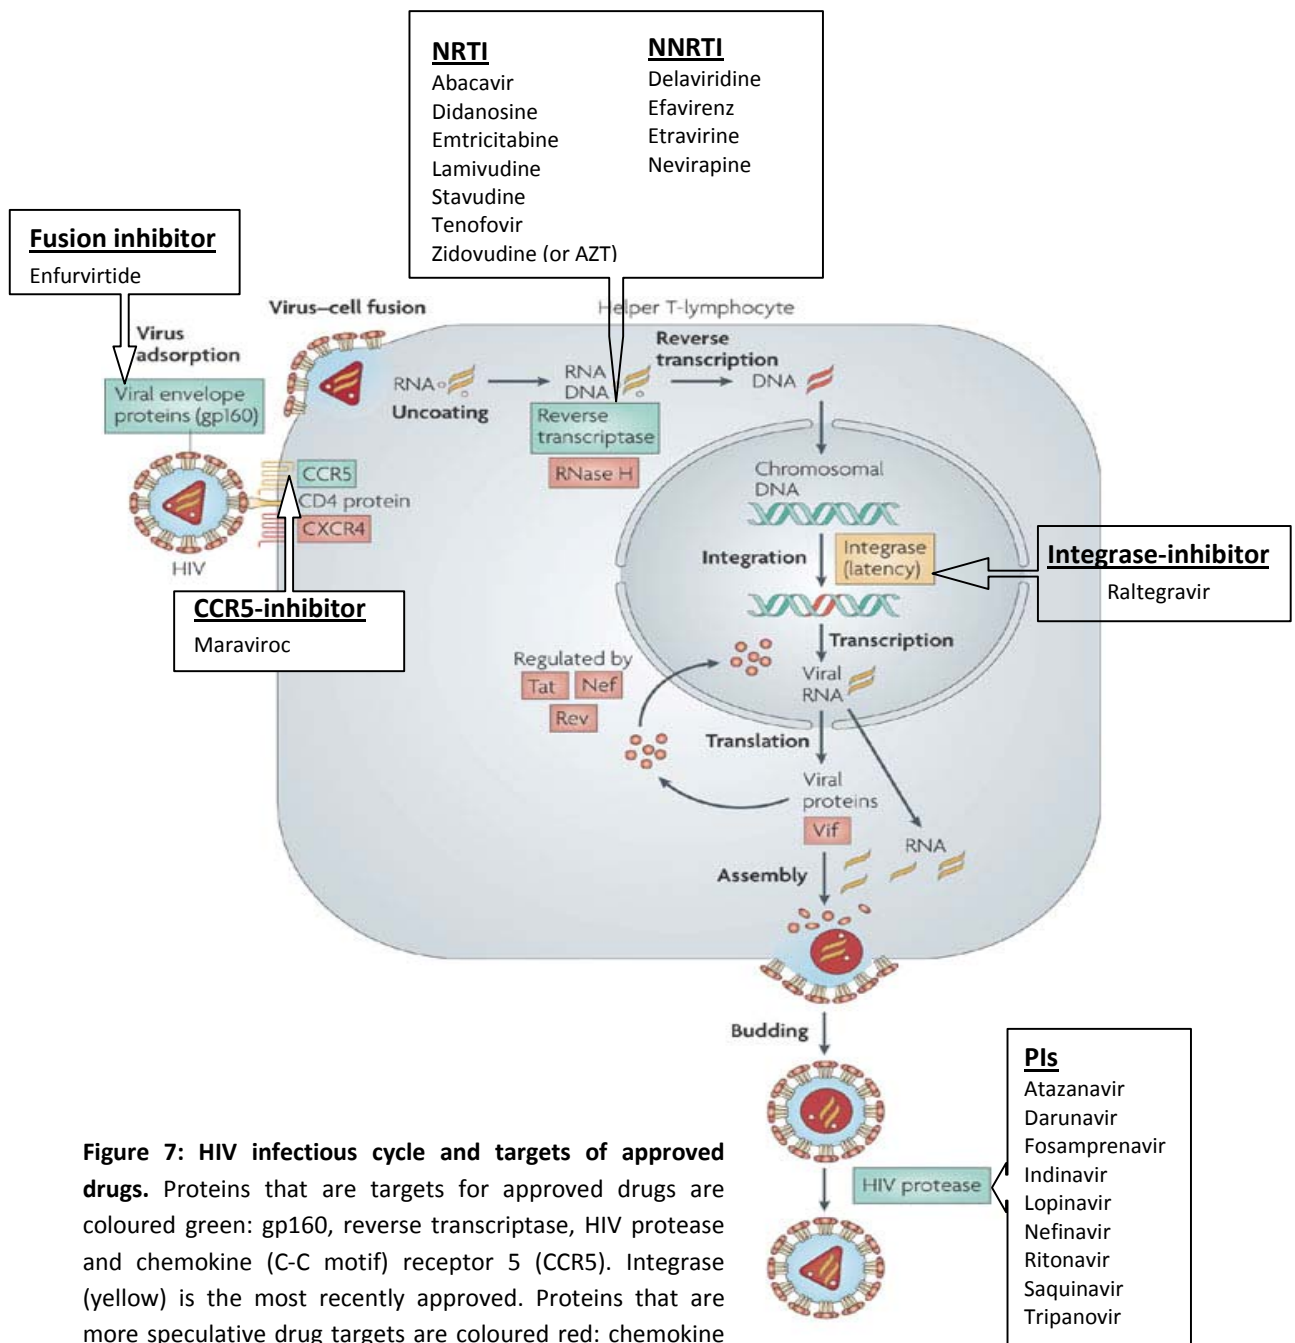 NRTI
Abacavir
Didanosine
Emtricitabine
Lamivudine
Stavudine
Tenofovir
Zidovudine (or AZT)
NNRTI
Delaviridine
Efavirenz
Etravirine
Nevirapine
Fusion inhibitor
Enfurvirtide
Virus–cell fusion
Helper T-lymphocyte
Virus
adsorption
Viral envelope
proteins (gp160)
RNA
Uncoating
RNA
DNA
Reverse
transcriptase
RNase H
Reverse
transcription
DNA
CCR5
CD4 protein
CXCR4
HIV
CCR5-inhibitor
Maraviroc
Chromosomal
DNA
Integration
Integrase
(latency)
Integrase-inhibitor
Raltegravir
Transcription
Regulated by
Tat
Nef
Rev
Viral
RNA
Translation
Viral
proteins
Vif
RNA
Assembly
Budding
HIV protease
PIs
Atazanavir
Darunavir
Fosamprenavir
Indinavir
Lopinavir
Nefinavir
Ritonavir
Saquinavir
Tripanovir
Figure 7: HIV infectious cycle and targets of approved
drugs. Proteins that are targets for approved drugs are
coloured green: gp160, reverse transcriptase, HIV protease
and chemokine (C-C motif) receptor 5 (CCR5). Integrase
(yellow) is the most recently approved. Proteins that are
more speculative drug targets are coloured red: chemokine